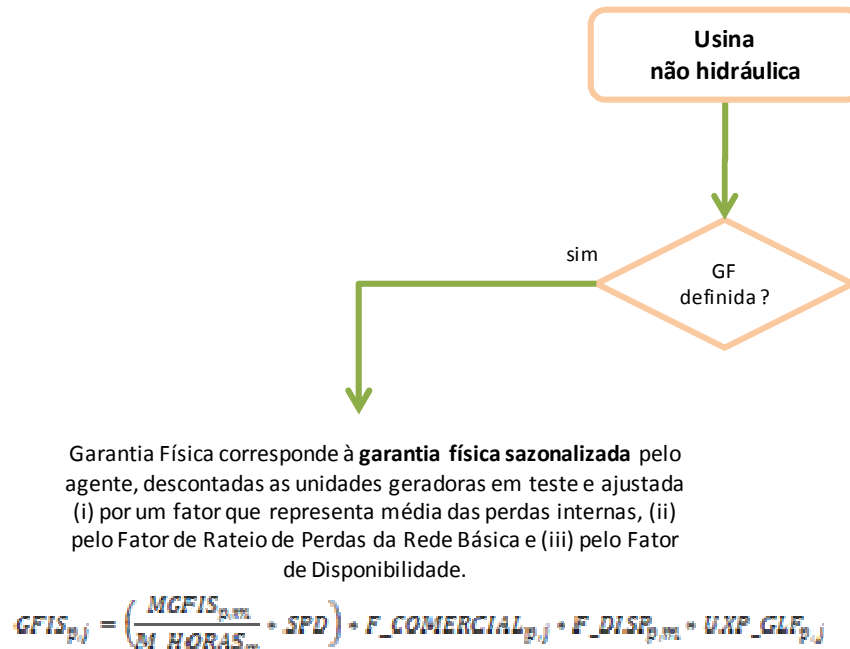 Usina
não hidráulica
sim
GF
definida ?
Garantia Física corresponde à garantia física sazonalizada pelo
agente, descontadas as unidades geradoras em teste e ajustada
(i) por um fator que representa média das perdas internas, (ii)
pelo Fator de Rateio de Perdas da Rede Básica e (iii) pelo Fator
de Disponibilidade.
GFIS_{p,j} = (MGFIS_{p,m} / M_HORAS_m * SPD) * F_COMERCIAL_{p,j} * F_DISP_{p,m} * UXP_GLF_{p,j}